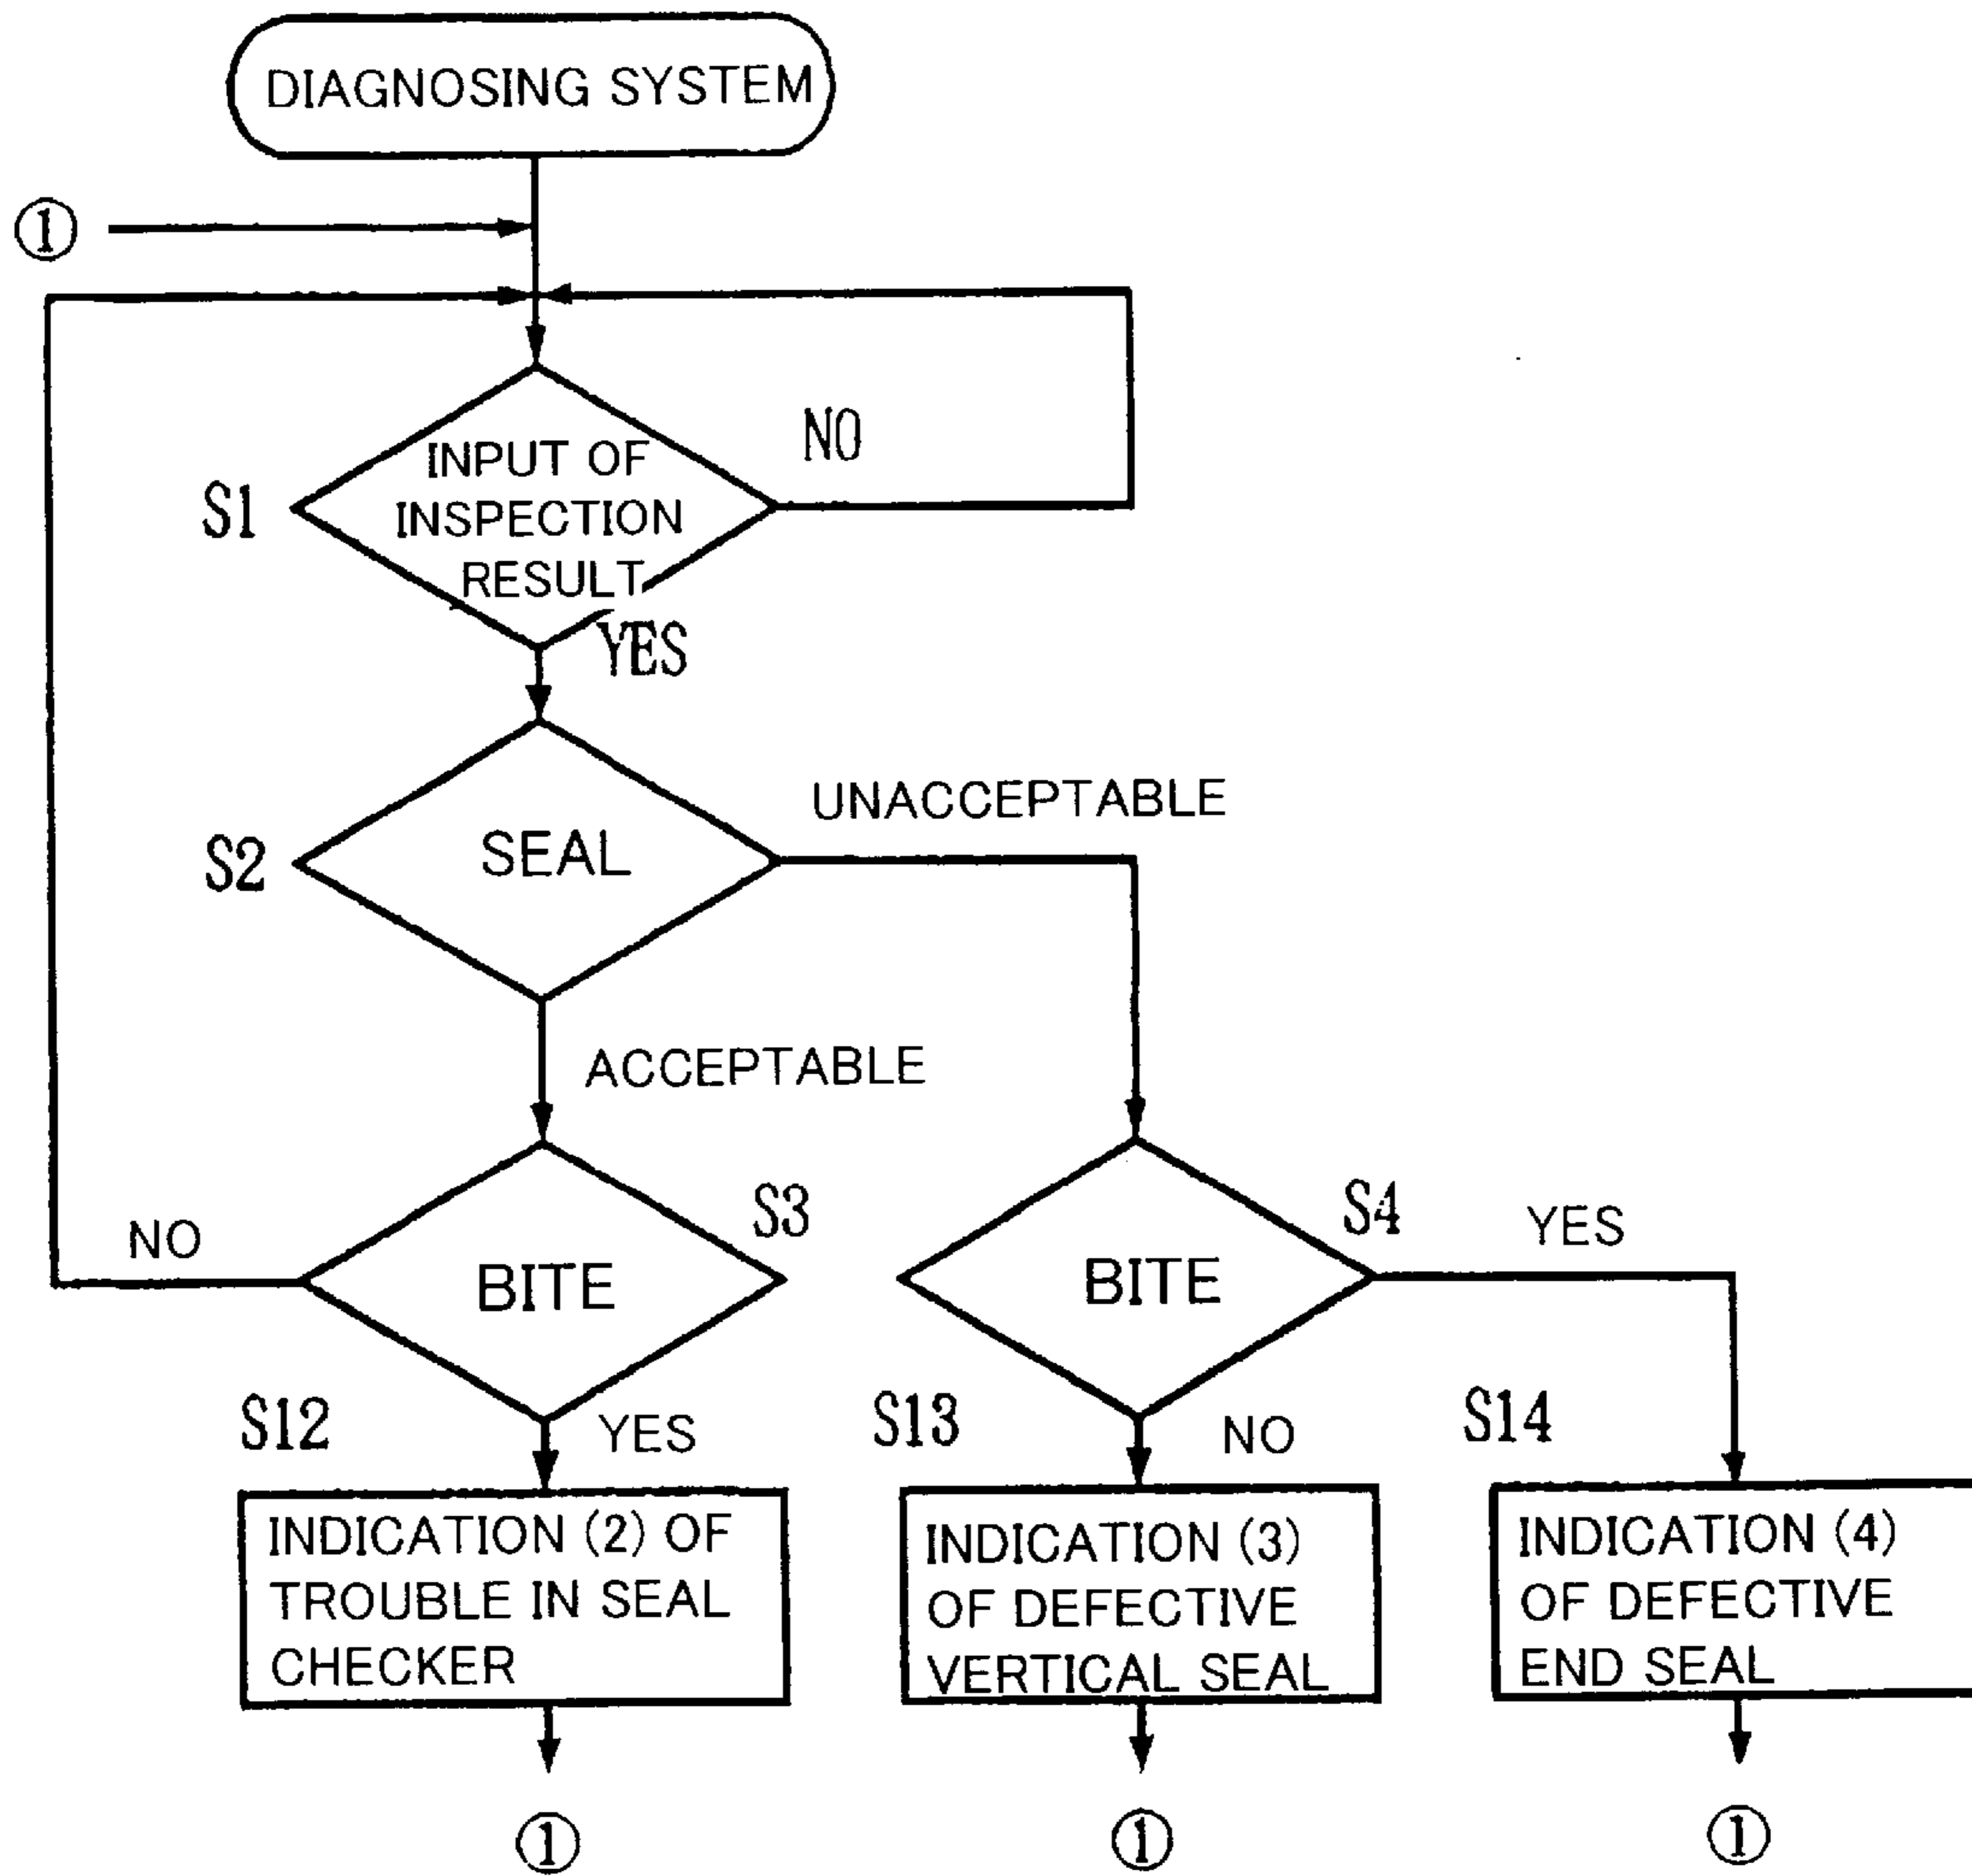 DIAGNOSING SYSTEM
①
NO
S1
INPUT OF
INSPECTION
RESULT
YES
S2
SEAL
UNACCEPTABLE
ACCEPTABLE
NO
BITE
S3
BITE
S4
YES
S12
YES
S13
NO
S14
INDICATION (2) OF
TROUBLE IN SEAL
CHECKER
INDICATION (3)
OF DEFECTIVE
VERTICAL SEAL
INDICATION (4)
OF DEFECTIVE
END SEAL
①
①
①